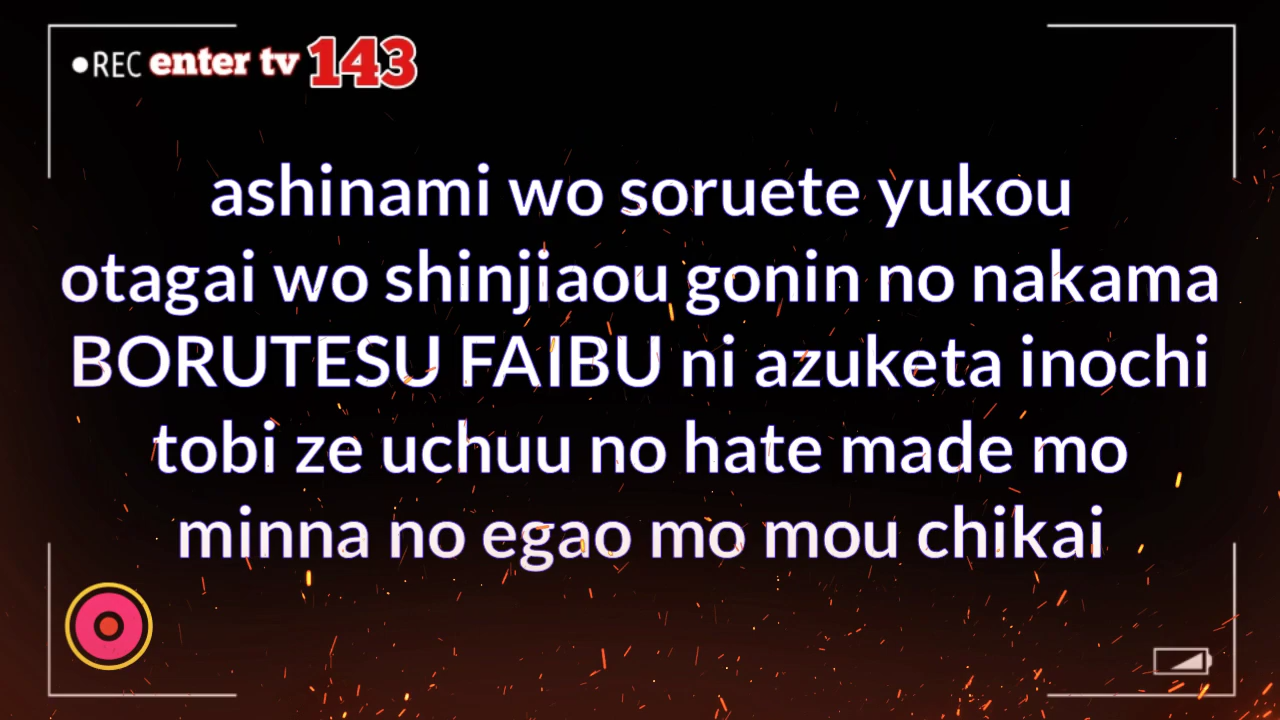 REC enter tv 143
ashinami wo soruete yukou
otagai wo shinjiaou gonin no nakama
BORUTESU FAIBU ni azuketa inochi
tobi ze uchuu no hate made mo
minna no egao mo mou chikai